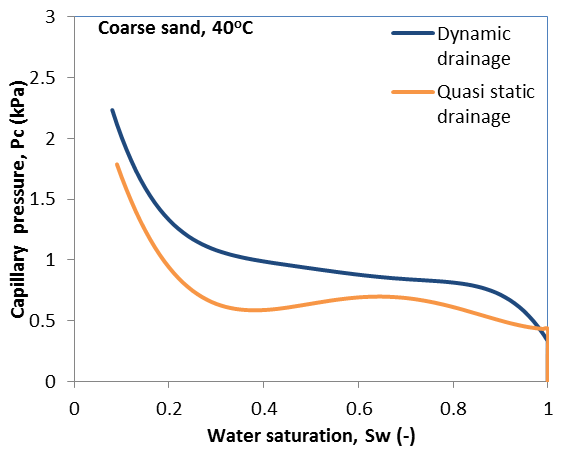 Coarse sand, 40°C
Dynamic
drainage
Quasi static
drainage
Capillary pressure, Pc (kPa)
3
2.5
2
1.5
1
0.5
0
0 0.2 0.4 0.6 0.8 1
Water saturation, Sw (-)